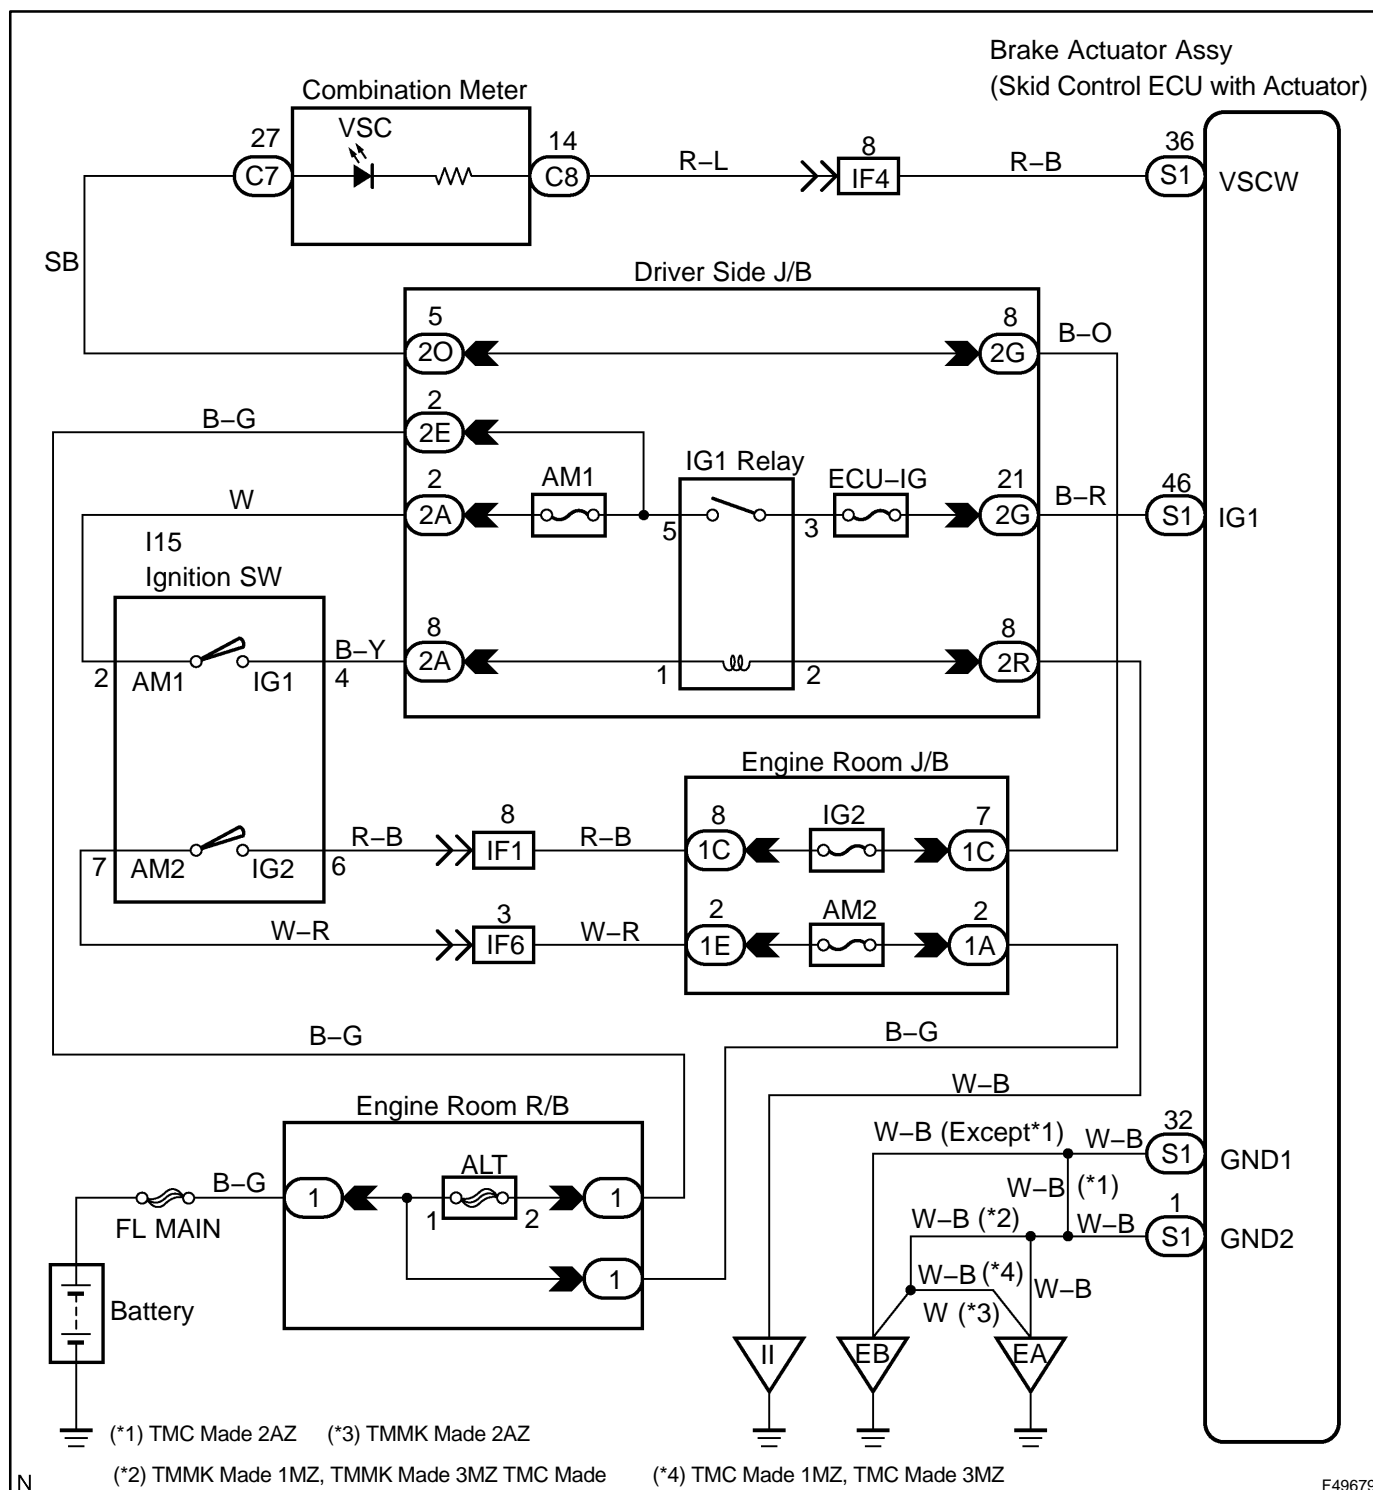 Brake Actuator Assy
(Skid Control ECU with Actuator)
Combination Meter
VSC
27
C7
14
C8
R–L
8
IF4
R–B
36
S1
VSCW
SB
Driver Side J/B
5
2O
8
2G
B–O
B–G
2
2E
IG1 Relay
W
2
2A
AM1
5
3
ECU–IG
21
2G
B–R
46
S1
IG1
I15
Ignition SW
2
AM1
IG1
4
B–Y
8
2A
1
2
8
2R
Engine Room J/B
7
AM2
IG2
6
R–B
8
IF1
R–B
8
1C
IG2
7
1C
W–R
3
IF6
W–R
2
1E
AM2
2
1A
B–G
B–G
W–B
Engine Room R/B
W–B (Except*1)
W–B
32
S1
GND1
FL MAIN
B–G
1
1
ALT
2
1
W–B
(*1)
W–B (*2)
W–B
1
S1
GND2
1
W–B (*4)
W–B
W (*3)
Battery
II
EB
EA
(*1) TMC Made 2AZ
(*3) TMMK Made 2AZ
(*2) TMMK Made 1MZ, TMMK Made 3MZ TMC Made
(*4) TMC Made 1MZ, TMC Made 3MZ
N
F49679